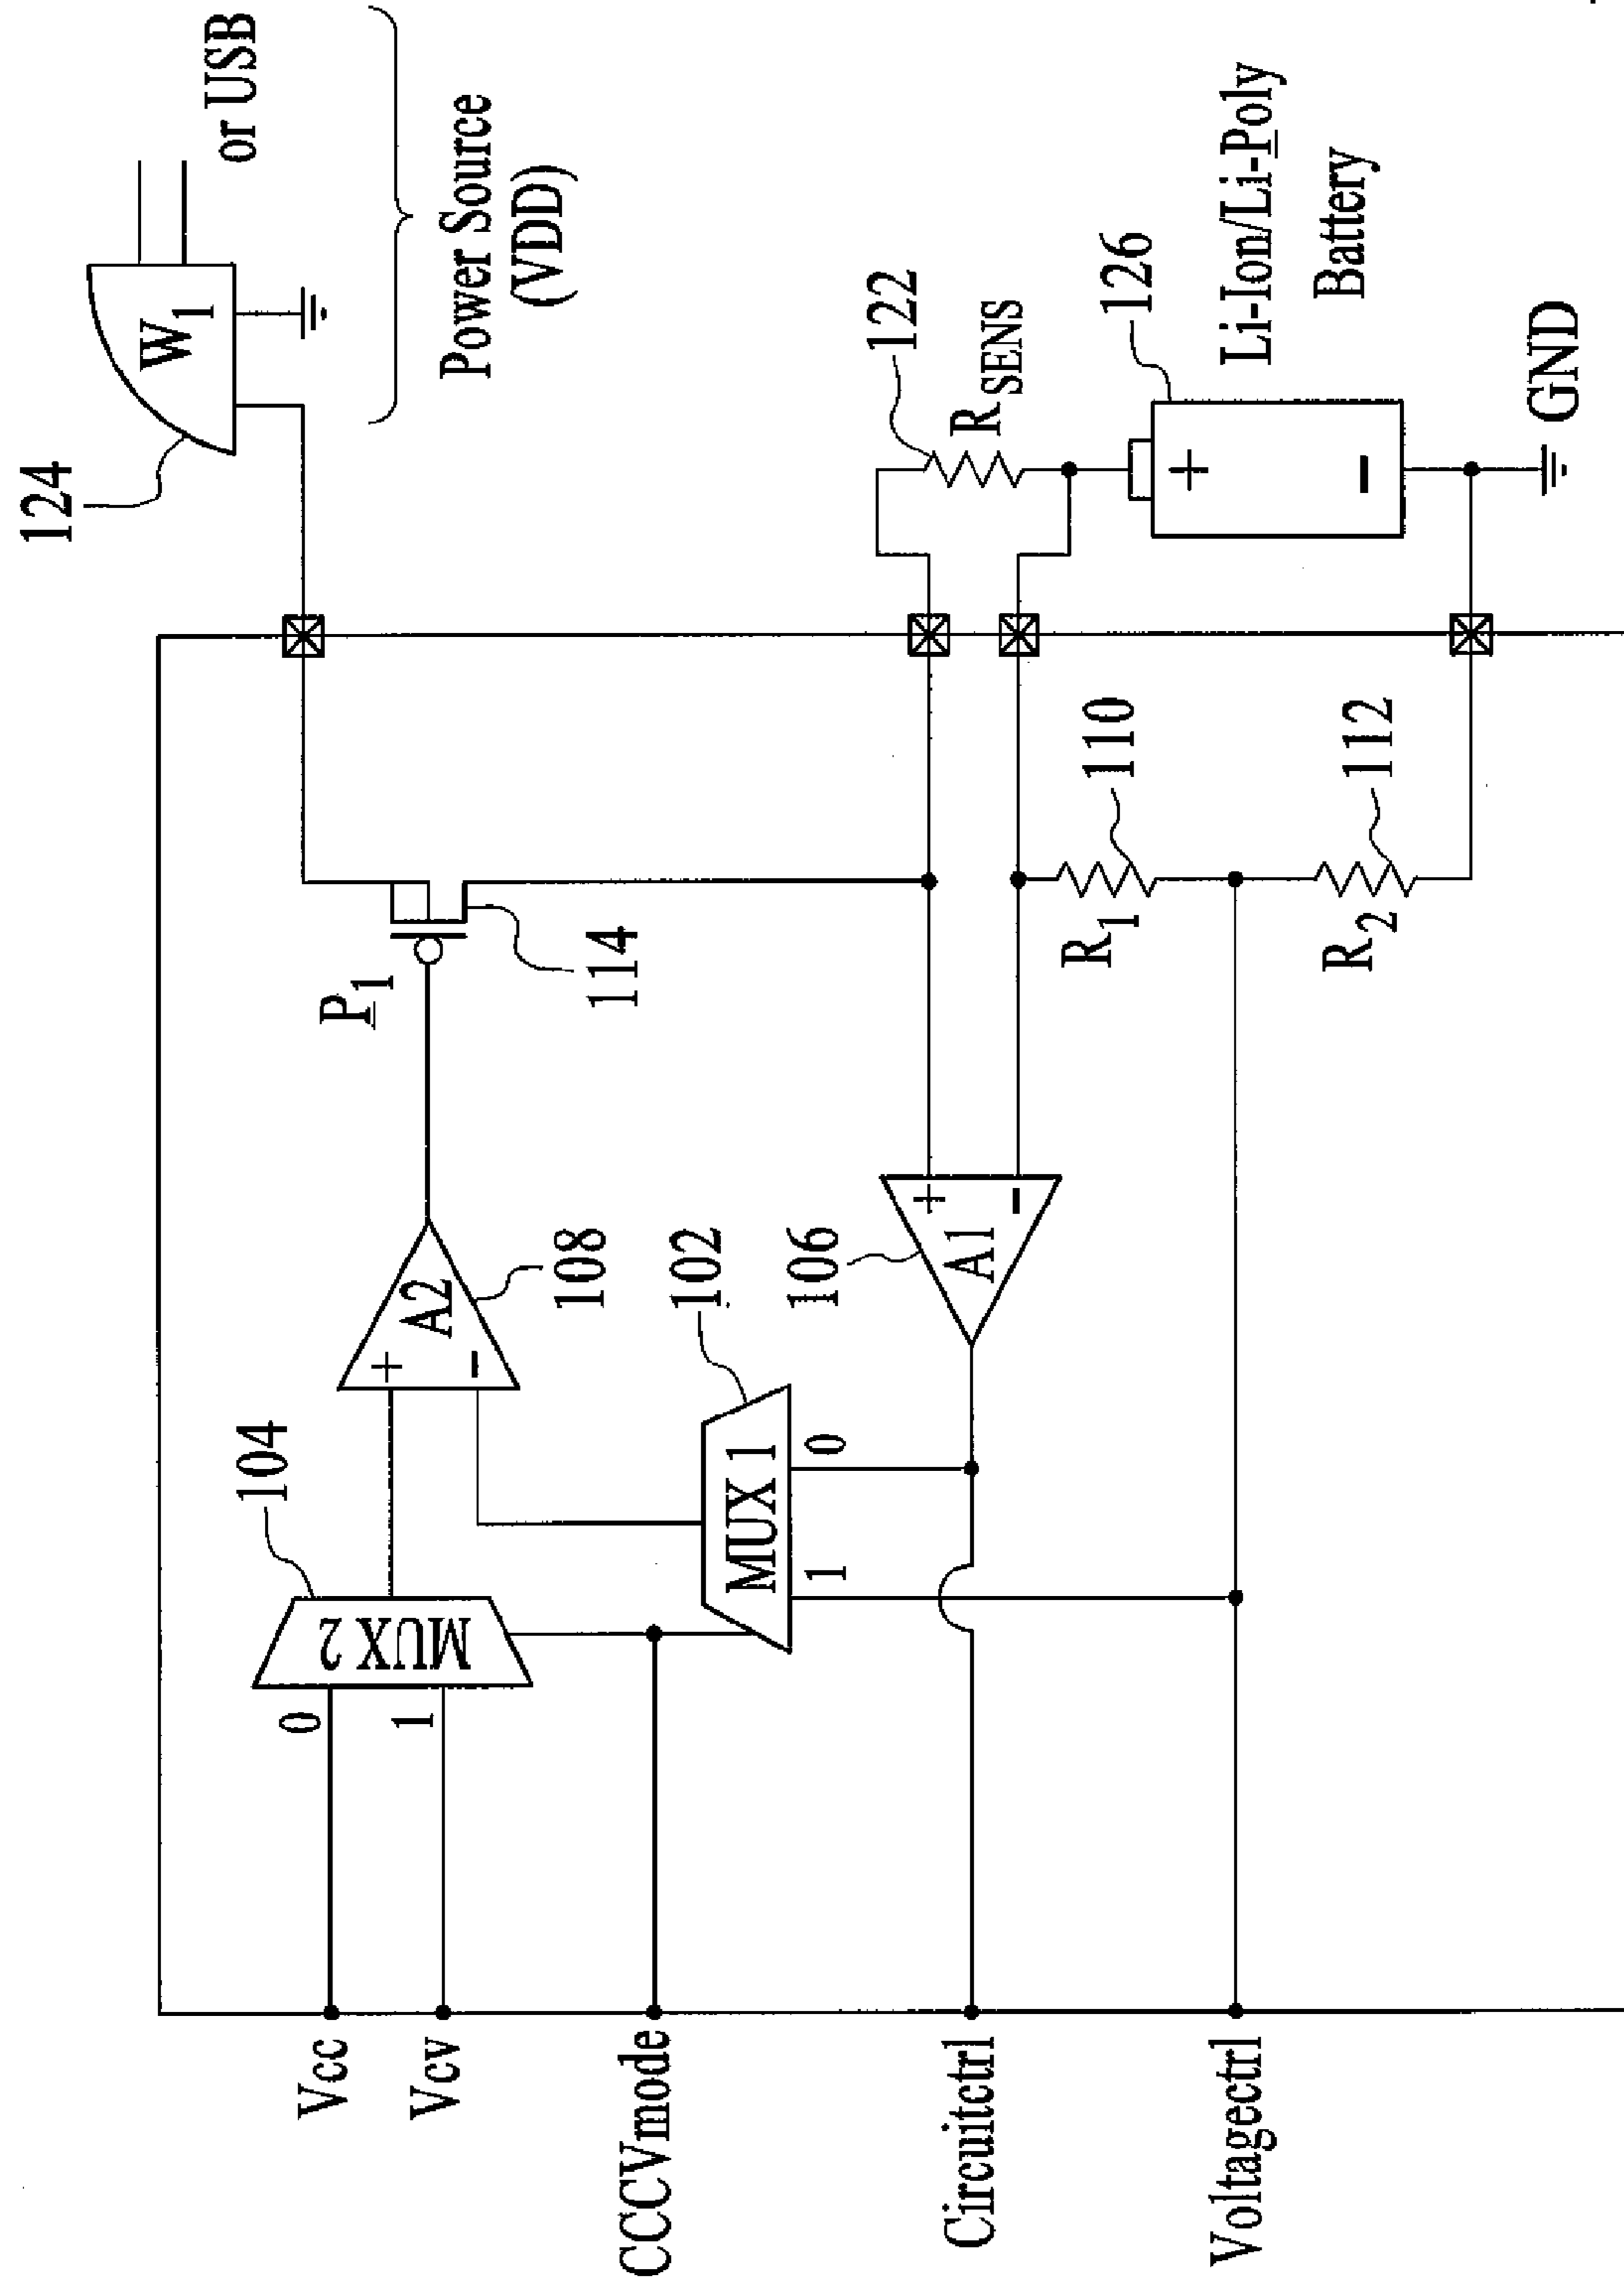 124
W1
or USB
Power Source
(VDD)
Vcc
0
104
MUX 2
Vcv
1
A2
+
−
108
P1
114
CCCVmode
102
MUX 1
1
0
122
RSENS
106
A1
+
−
Circuitctrl
R1
110
126
+
−
Li-Ion/Li-Poly
Battery
Voltagectrl
R2
112
GND